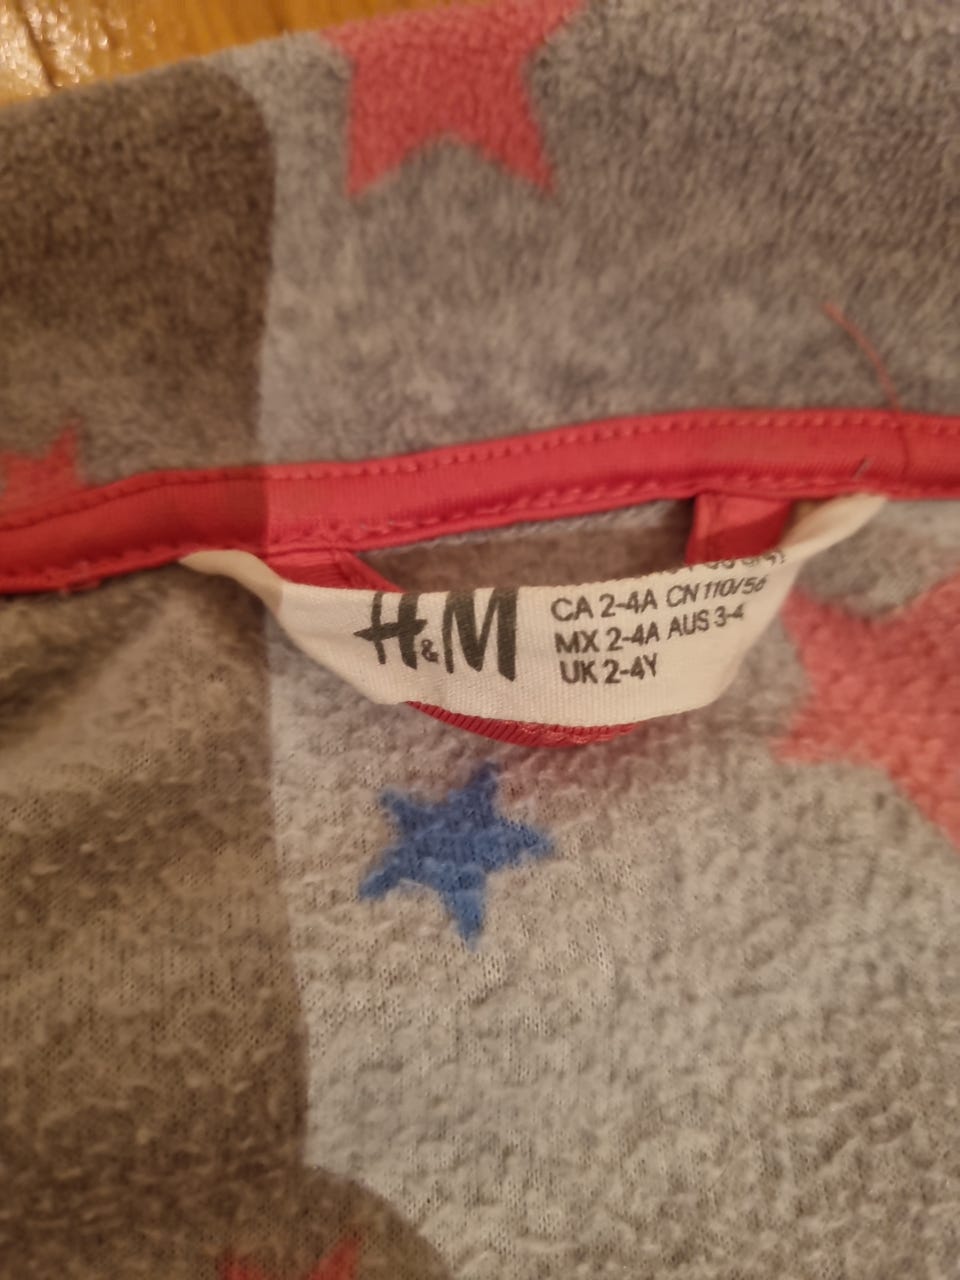 H&M
CA 2-4A CN 110/56
MX 2-4A AUS 3-4
UK 2-4Y